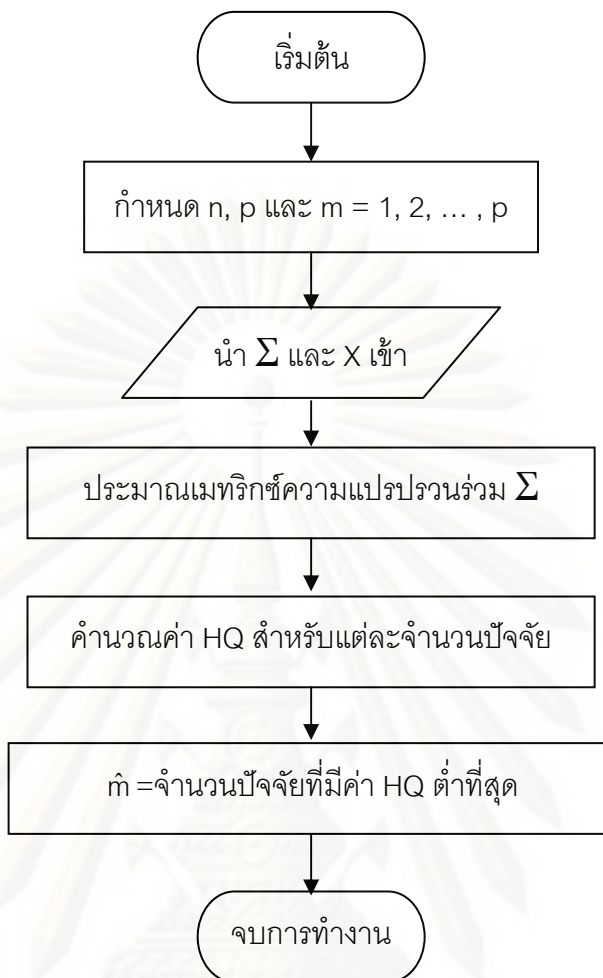 เริ่มต้น
กำหนด n, p และ m = 1, 2, … , p
นำ Σ และ X เข้า
ประมาณเมทริกซ์ความแปรปรวนร่วม Σ
คำนวณค่า HQ สำหรับแต่ละจำนวนปัจจัย
m̂ =จำนวนปัจจัยที่มีค่า HQ ต่ำที่สุด
จบการทำงาน